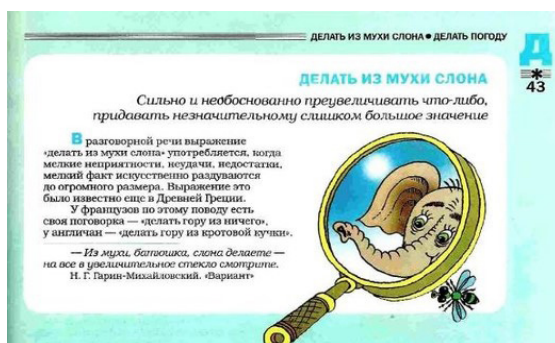 ДЕЛАТЬ ИЗ МУХИ СЛОНА ● ДЕЛАТЬ ПОГОДУ
Д
43
ДЕЛАТЬ ИЗ МУХИ СЛОНА
Сильно и необоснованно преувеличивать что-либо,
придавать незначительному слишком большое значение
В разговорной речи выражение
«делать из мухи слона» употребляется, когда
мелкие неприятности, неудачи, недостатки,
мелкий факт искусственно раздуваются
до огромного размера. Выражение это
было известно еще в Древней Греции.
У французов по этому поводу есть
своя поговорка — «делать гору из ничего»,
у англичан — «делать гору из кротовой кучки».
— Из мухи, батюшка, слона делаете —
на все в увеличительное стекло смотрите.
Н. Г. Гарин-Михайловский. «Вариант»